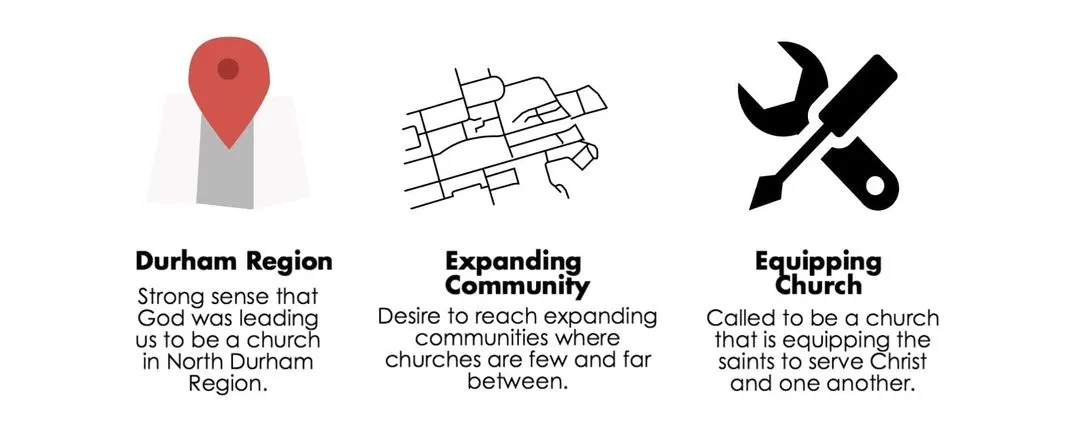 Durham Region
Strong sense that
God was leading
us to be a church
in North Durham
Region.
Expanding
Community
Desire to reach expanding
communities where
churches are few and far
between.
Equipping
Church
Called to be a church
that is equipping the
saints to serve Christ
and one another.